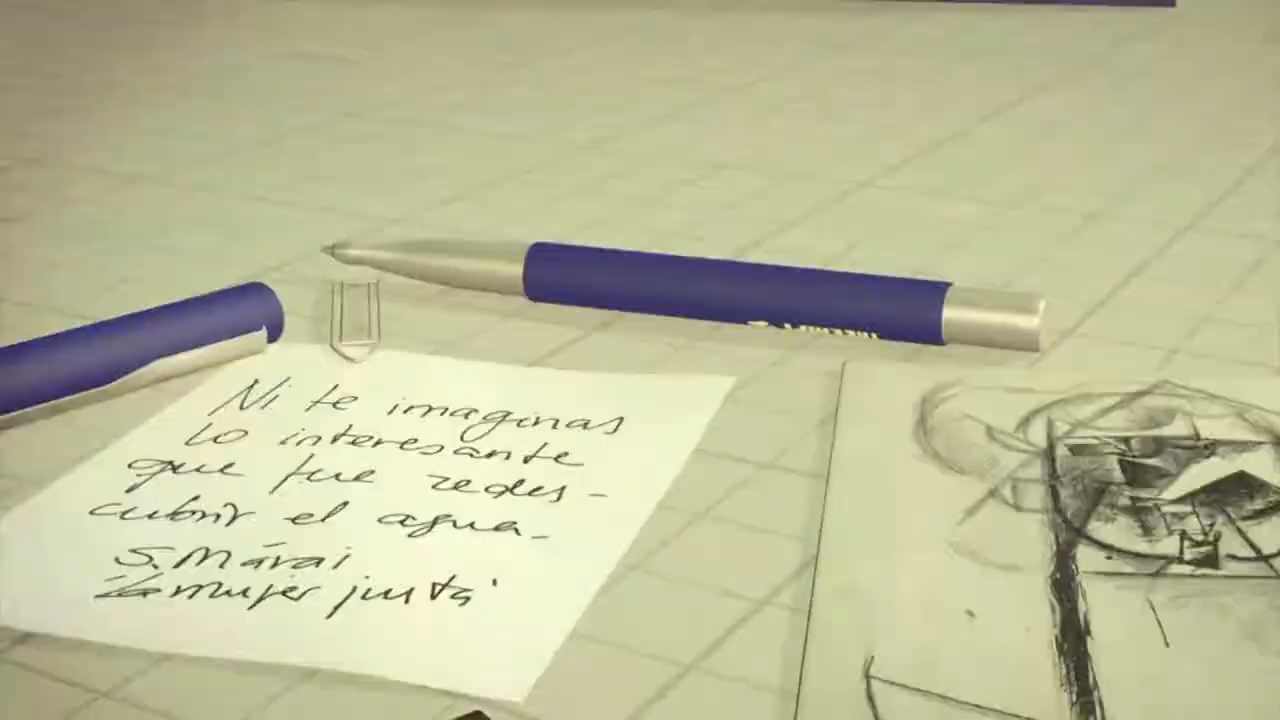 Ni te imaginas
lo interesante
que fue redes-
cubrir el agua-
S. Márai
"La mujer justa"